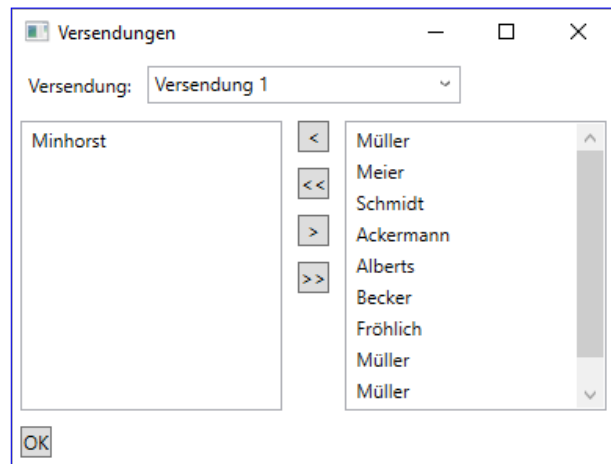 Versendungen
Versendung: Versendung 1
Minhorst
<
<<
>
>>
Müller
Meier
Schmidt
Ackermann
Alberts
Becker
Fröhlich
Müller
Müller
OK